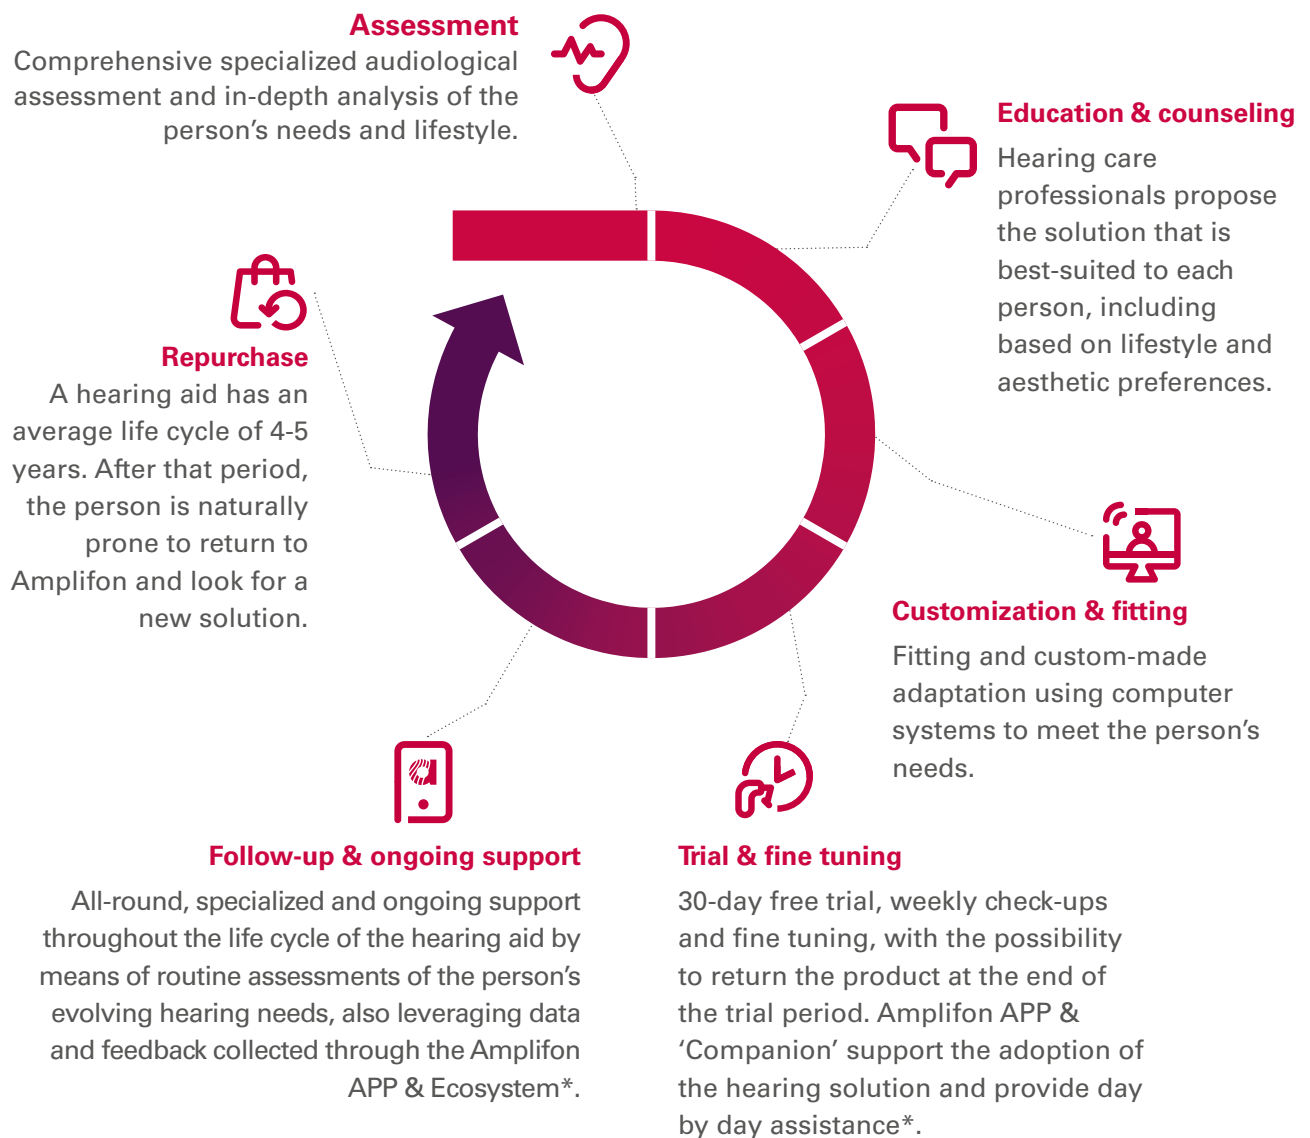 Assessment
Comprehensive specialized audiological
assessment and in-depth analysis of the
person’s needs and lifestyle.
Education & counseling
Hearing care
professionals propose
the solution that is
best-suited to each
person, including
based on lifestyle and
aesthetic preferences.
Customization & fitting
Fitting and custom-made
adaptation using computer
systems to meet the person’s
needs.
Trial & fine tuning
30-day free trial, weekly check-ups
and fine tuning, with the possibility
to return the product at the end of
the trial period. Amplifon APP &
‘Companion’ support the adoption of
the hearing solution and provide day
by day assistance*.
Follow-up & ongoing support
All-round, specialized and ongoing support
throughout the life cycle of the hearing aid by
means of routine assessments of the person’s
evolving hearing needs, also leveraging data
and feedback collected through the Amplifon
APP & Ecosystem*.
Repurchase
A hearing aid has an
average life cycle of 4-5
years. After that period,
the person is naturally
prone to return to
Amplifon and look for a
new solution.